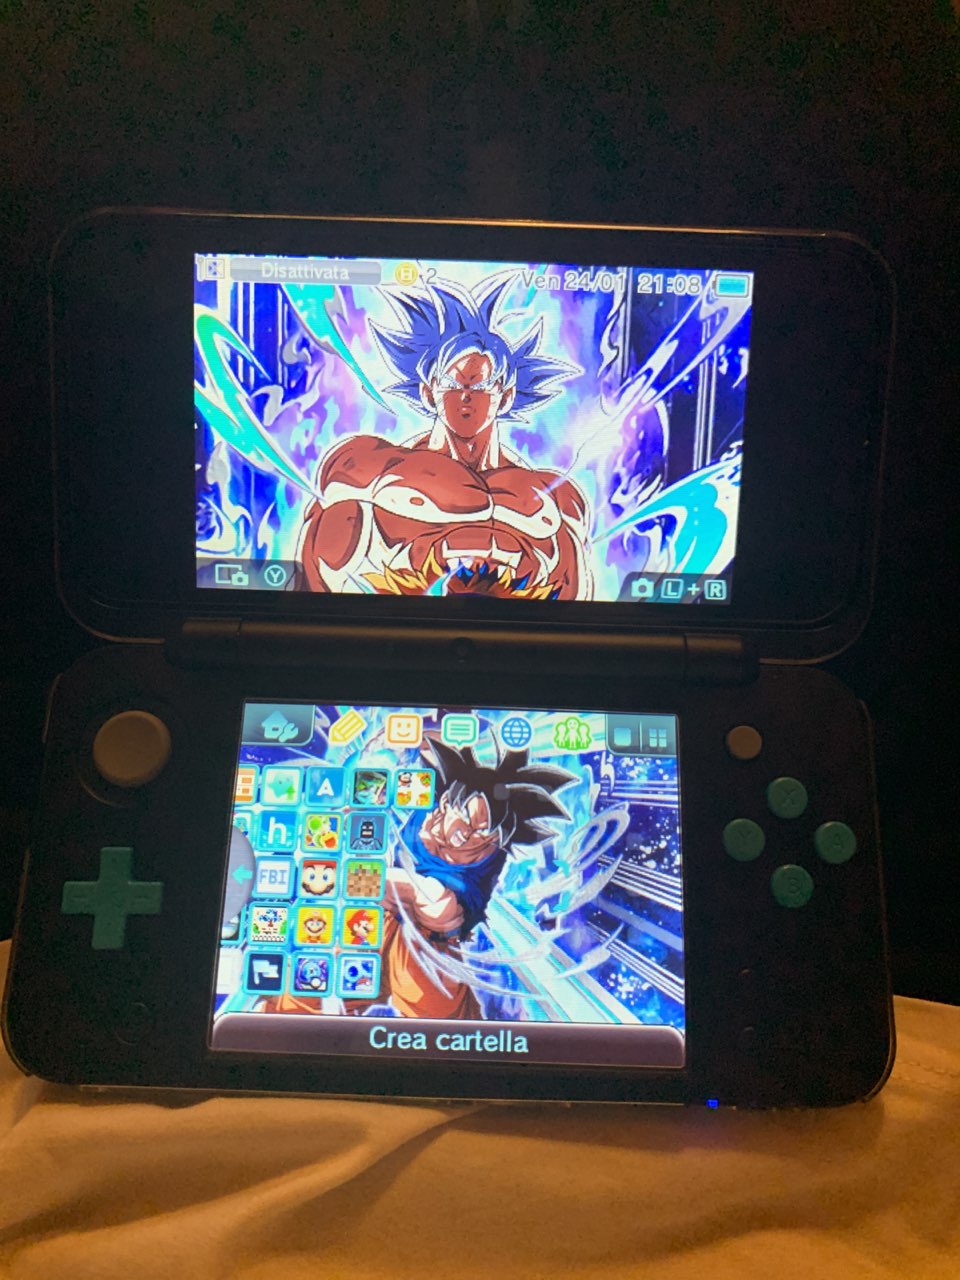 Disattivata
2
Ven 24/01 21:08
Y
L + R
A
h
FBI
Crea cartella
X
A
B